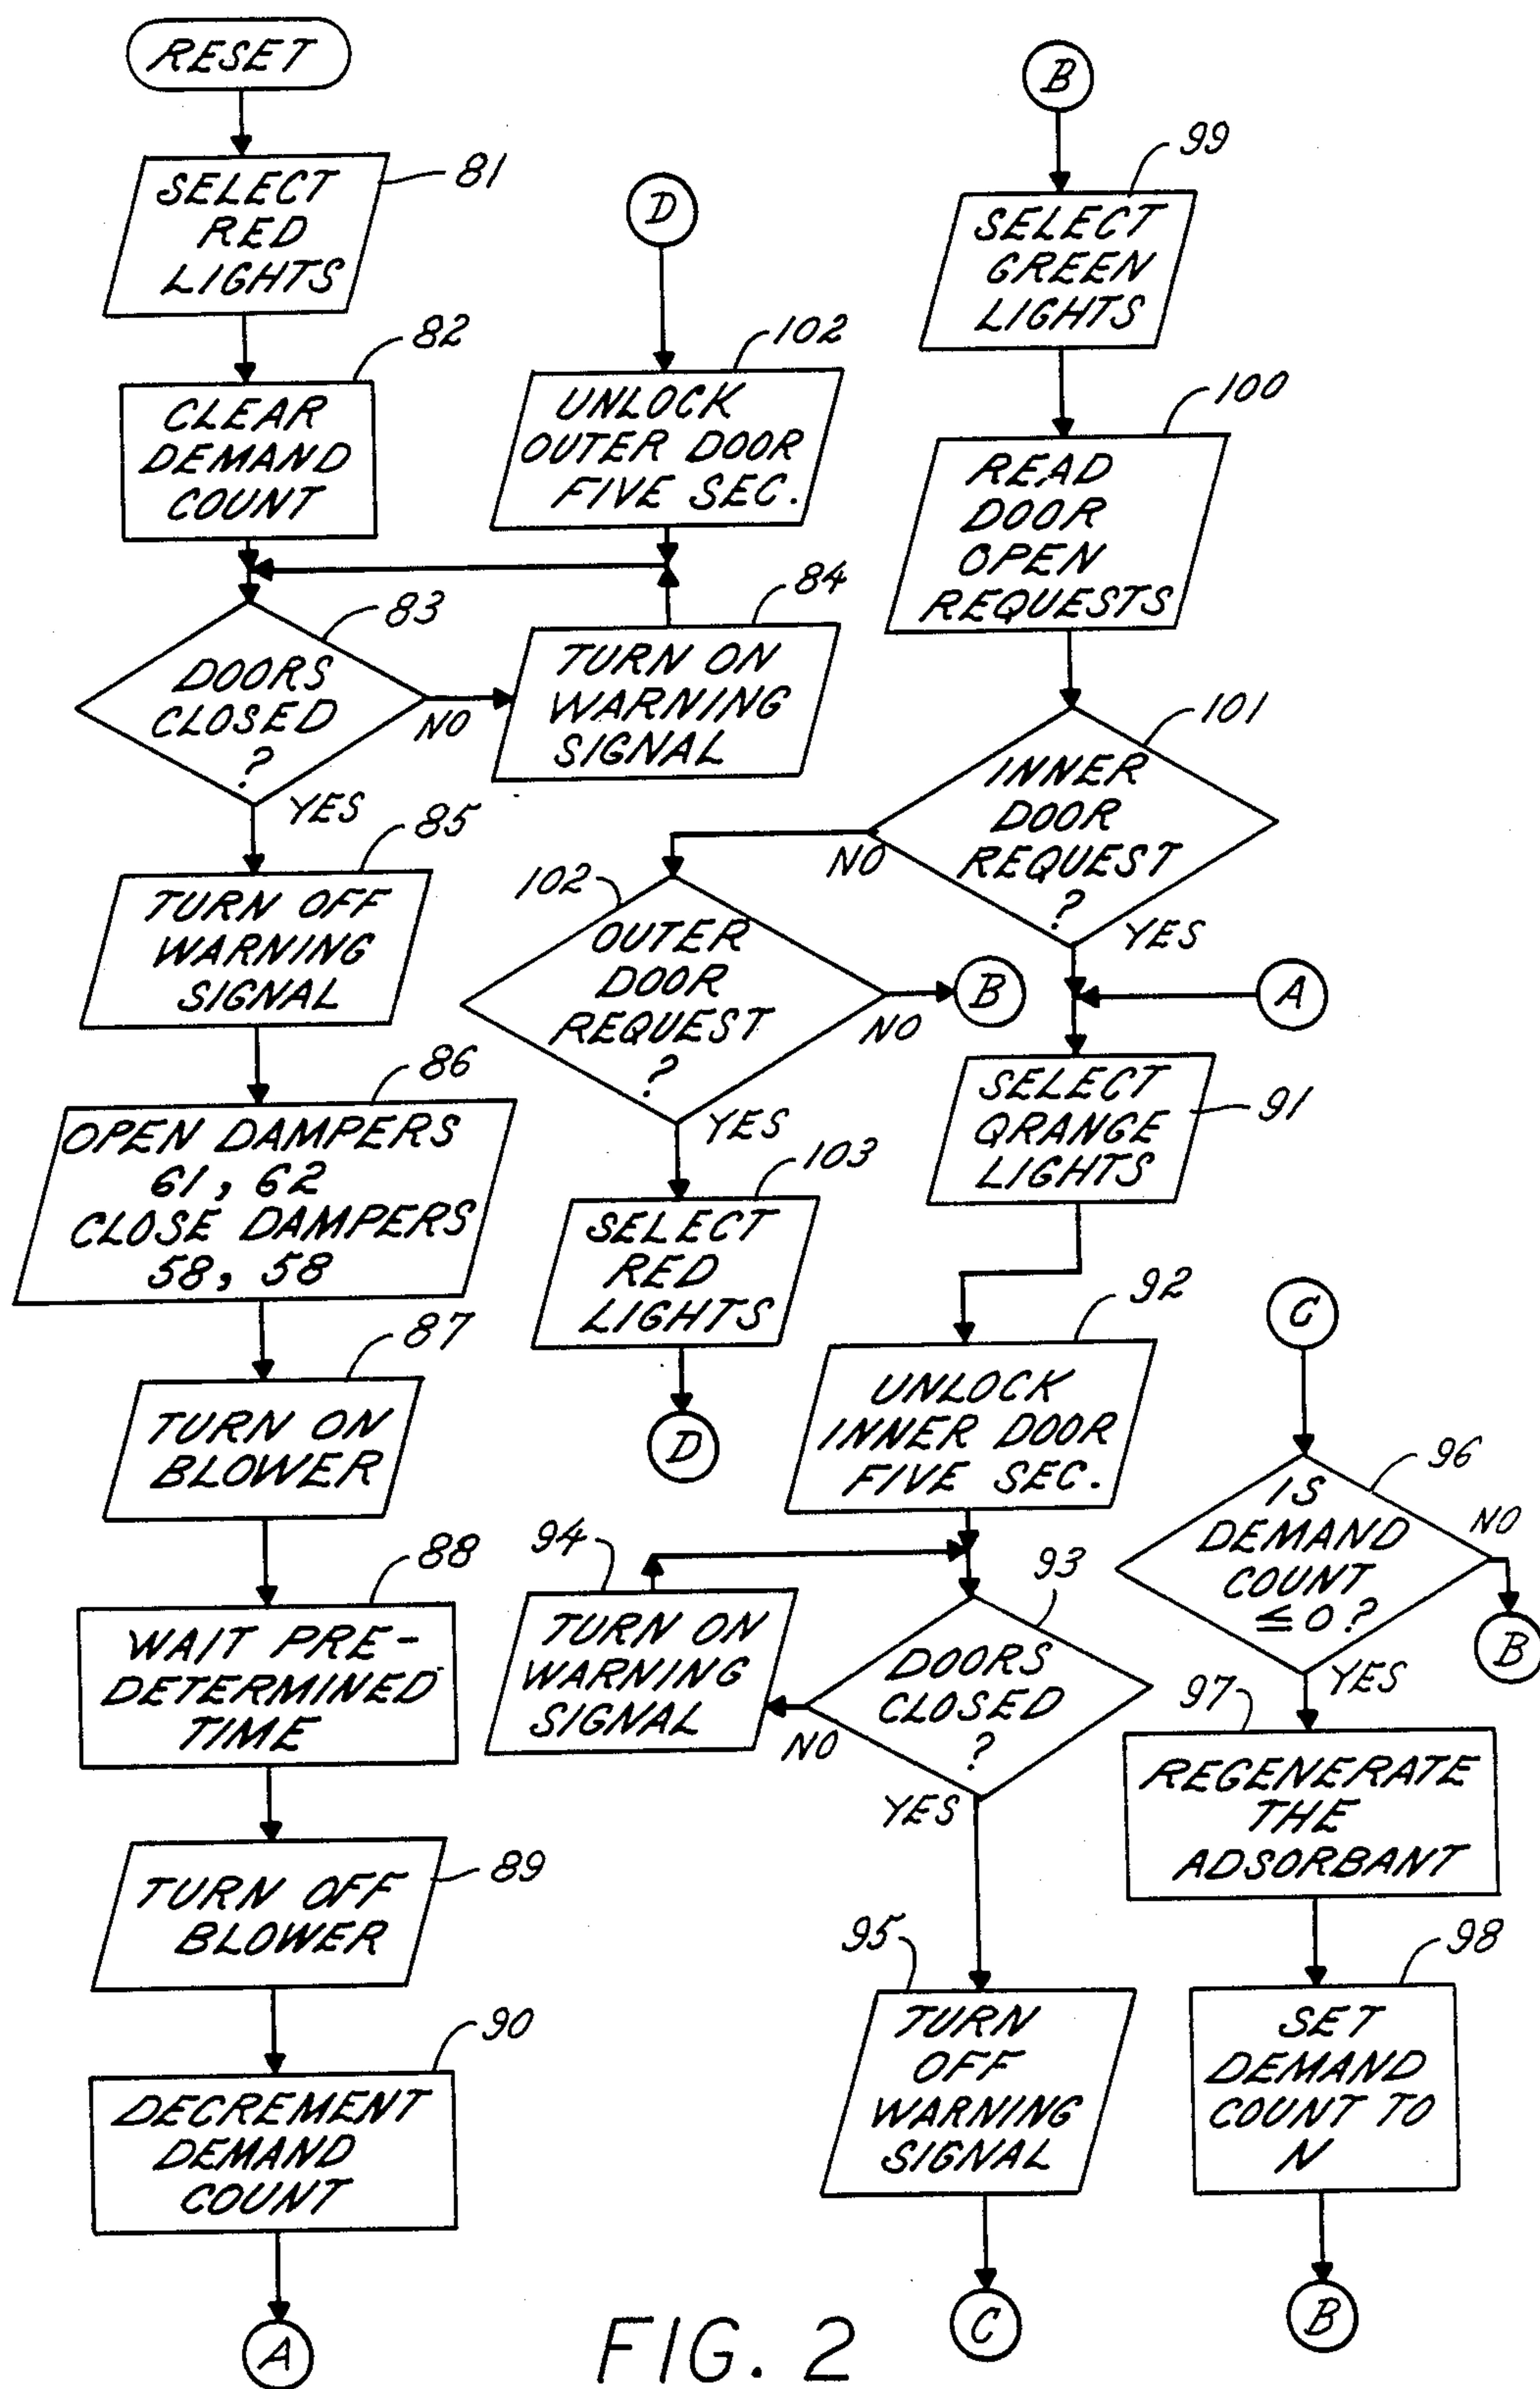 RESET
81
SELECT
RED
LIGHTS
82
CLEAR
DEMAND
COUNT
83
DOORS
CLOSED
?
NO
YES
85
TURN OFF
WARNING
SIGNAL
86
OPEN DAMPERS
61, 62
CLOSE DAMPERS
58, 58
87
TURN ON
BLOWER
88
WAIT PRE-
DETERMINED
TIME
89
TURN OFF
BLOWER
90
DECREMENT
DEMAND
COUNT
A
D
102
UNLOCK
OUTER DOOR
FIVE SEC.
84
TURN ON
WARNING
SIGNAL
B
99
SELECT
GREEN
LIGHTS
100
READ
DOOR
OPEN
REQUESTS
101
INNER
DOOR
REQUEST
?
NO
YES
102
OUTER
DOOR
REQUEST
?
NO
B
YES
103
SELECT
RED
LIGHTS
D
A
91
SELECT
QRANGE
LIGHTS
92
UNLOCK
INNER DOOR
FIVE SEC.
94
TURN ON
WARNING
SIGNAL
93
DOORS
CLOSED
?
NO
YES
95
TURN
OFF
WARNING
SIGNAL
C
C
96
IS
DEMAND
COUNT
≤ 0 ?
NO
B
YES
97
REGENERATE
THE
ADSORBANT
98
SET
DEMAND
COUNT TO
N
B
FIG. 2